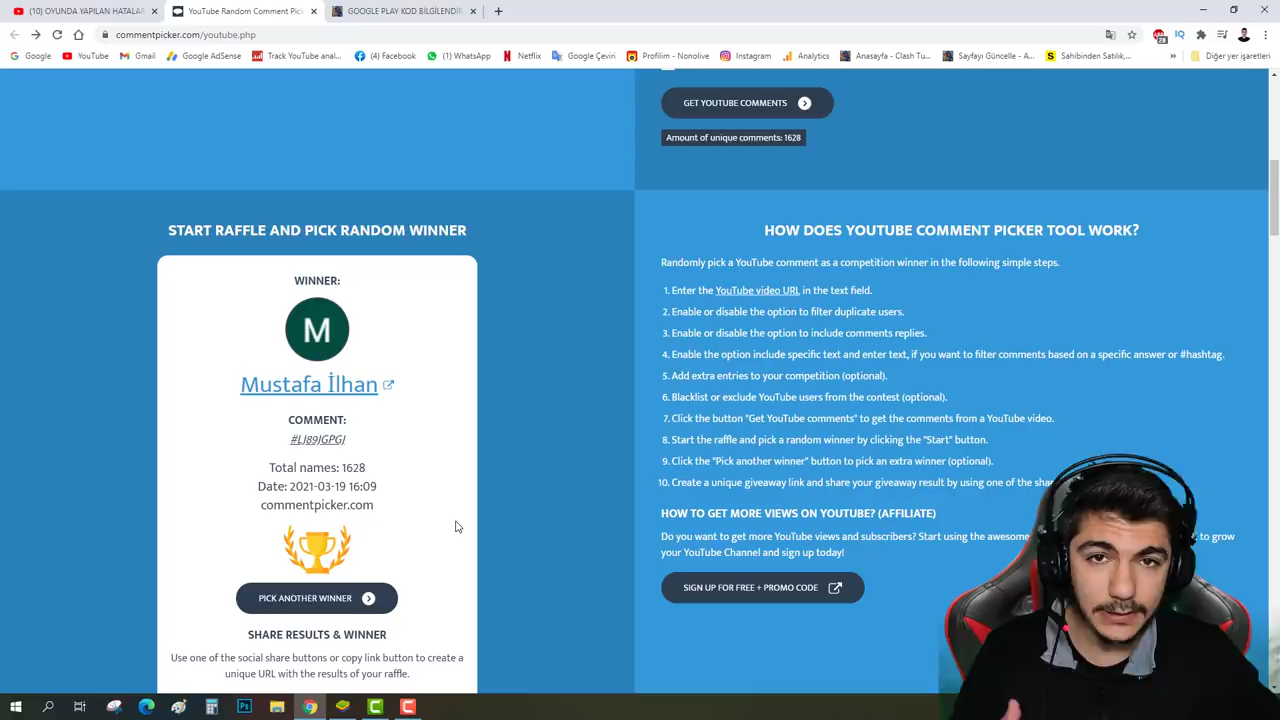 (10) OYUNDA YAPILAN HATALAR
YouTube Random Comment Pick
GOOGLE PLAY KOD BİLGİLENDİR
commentpicker.com/youtube.php
28
IQ
Google
YouTube
Gmail
Google AdSense
Track YouTube anal...
(4) Facebook
(1) WhatsApp
Netflix
Google Çeviri
Profilim - Nonolive
Instagram
Analytics
Anasayfa - Clash Tu...
Sayfayı Güncelle - A...
Sahibinden Satılık,...
»
Diğer yer işaretleri
GET YOUTUBE COMMENTS
Amount of unique comments: 1628
START RAFFLE AND PICK RANDOM WINNER
WINNER:
M
Mustafa İlhan
COMMENT:
#LJ89JGPGJ
Total names: 1628
Date: 2021-03-19 16:09
commentpicker.com
PICK ANOTHER WINNER
SHARE RESULTS & WINNER
Use one of the social share buttons or copy link button to create a
unique URL with the results of your raffle.
HOW DOES YOUTUBE COMMENT PICKER TOOL WORK?
Randomly pick a YouTube comment as a competition winner in the following simple steps.
1. Enter the YouTube video URL in the text field.
2. Enable or disable the option to filter duplicate users.
3. Enable or disable the option to include comments replies.
4. Enable the option include specific text and enter text, if you want to filter comments based on a specific answer or #hashtag.
5. Add extra entries to your competition (optional).
6. Blacklist or exclude YouTube users from the contest (optional).
7. Click the button "Get YouTube comments" to get the comments from a YouTube video.
8. Start the raffle and pick a random winner by clicking the "Start" button.
9. Click the "Pick another winner" button to pick an extra winner (optional).
10. Create a unique giveaway link and share your giveaway result by using one of the shar
HOW TO GET MORE VIEWS ON YOUTUBE? (AFFILIATE)
Do you want to get more YouTube views and subscribers? Start using the awesome to grow
your YouTube Channel and sign up today!
SIGN UP FOR FREE + PROMO CODE
Ps